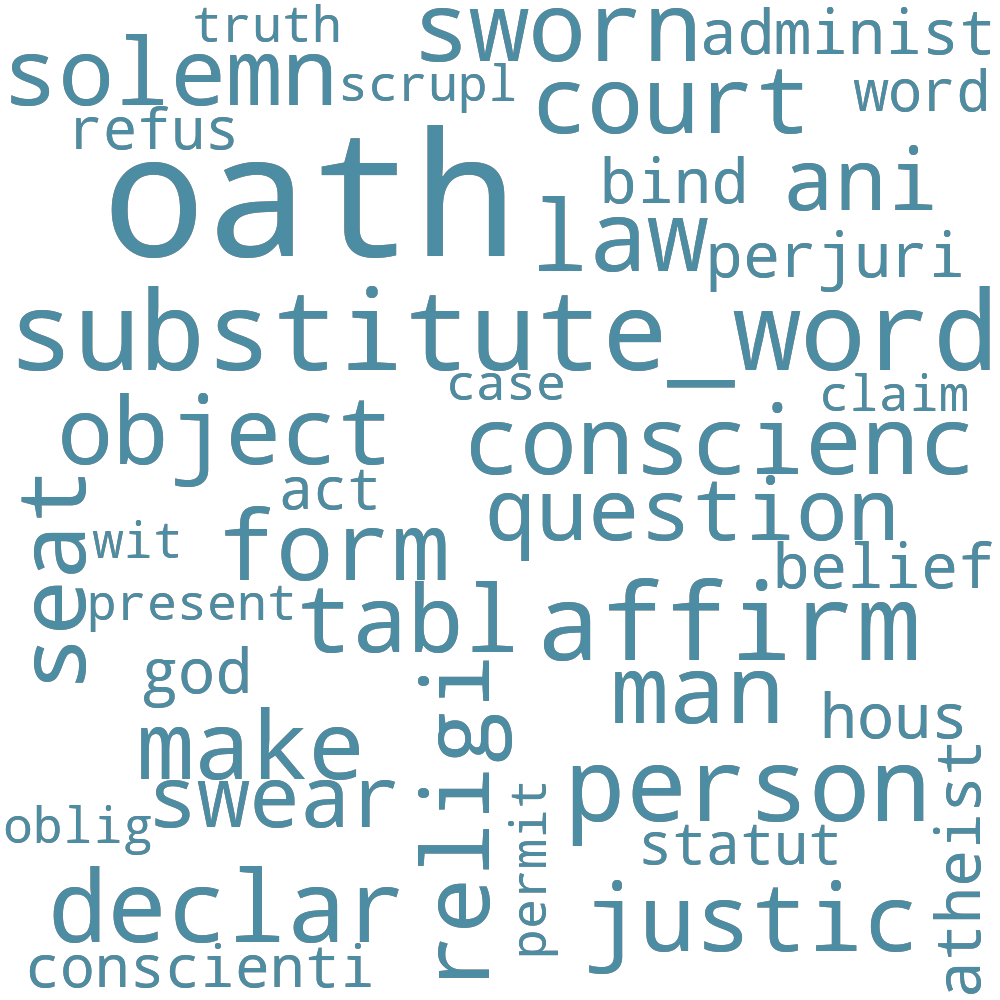 truth
sworn
administ
solemn
scrupl
court
word
refus
oath
bind
ani
law
perjuri
substitute_word
case
claim
object
conscienc
seat
act
question
wit
form
belief
present
tabl
affirm
god
religi
man
make
hous
swear
person
atheist
oblig
permit
statut
declar
justic
conscienti